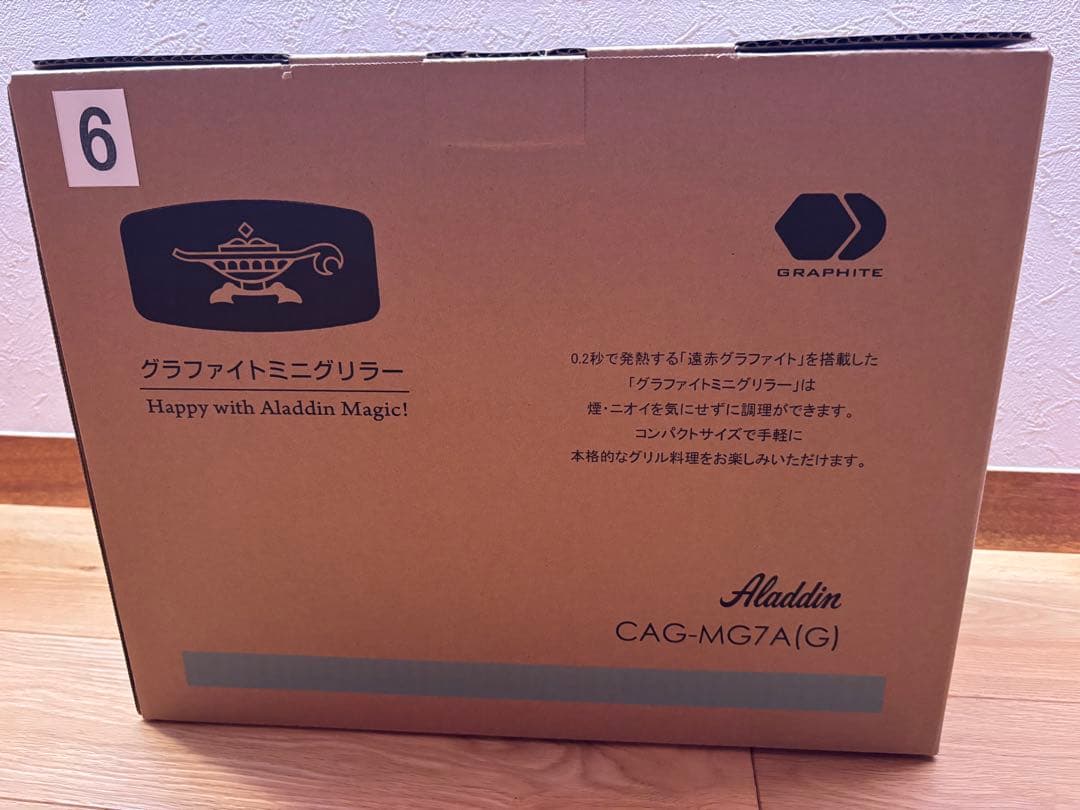 6
GRAPHITE
グラファイトミニグリラー
Happy with Aladdin Magic!
0.2秒で発熱する「遠赤グラファイト」を搭載した
「グラファイトミニグリラー」は
煙・ニオイを気にせずに調理ができます。
コンパクトサイズで手軽に
本格的なグリル料理をお楽しみいただけます。
Aladdin
CAG-MG7A(G)